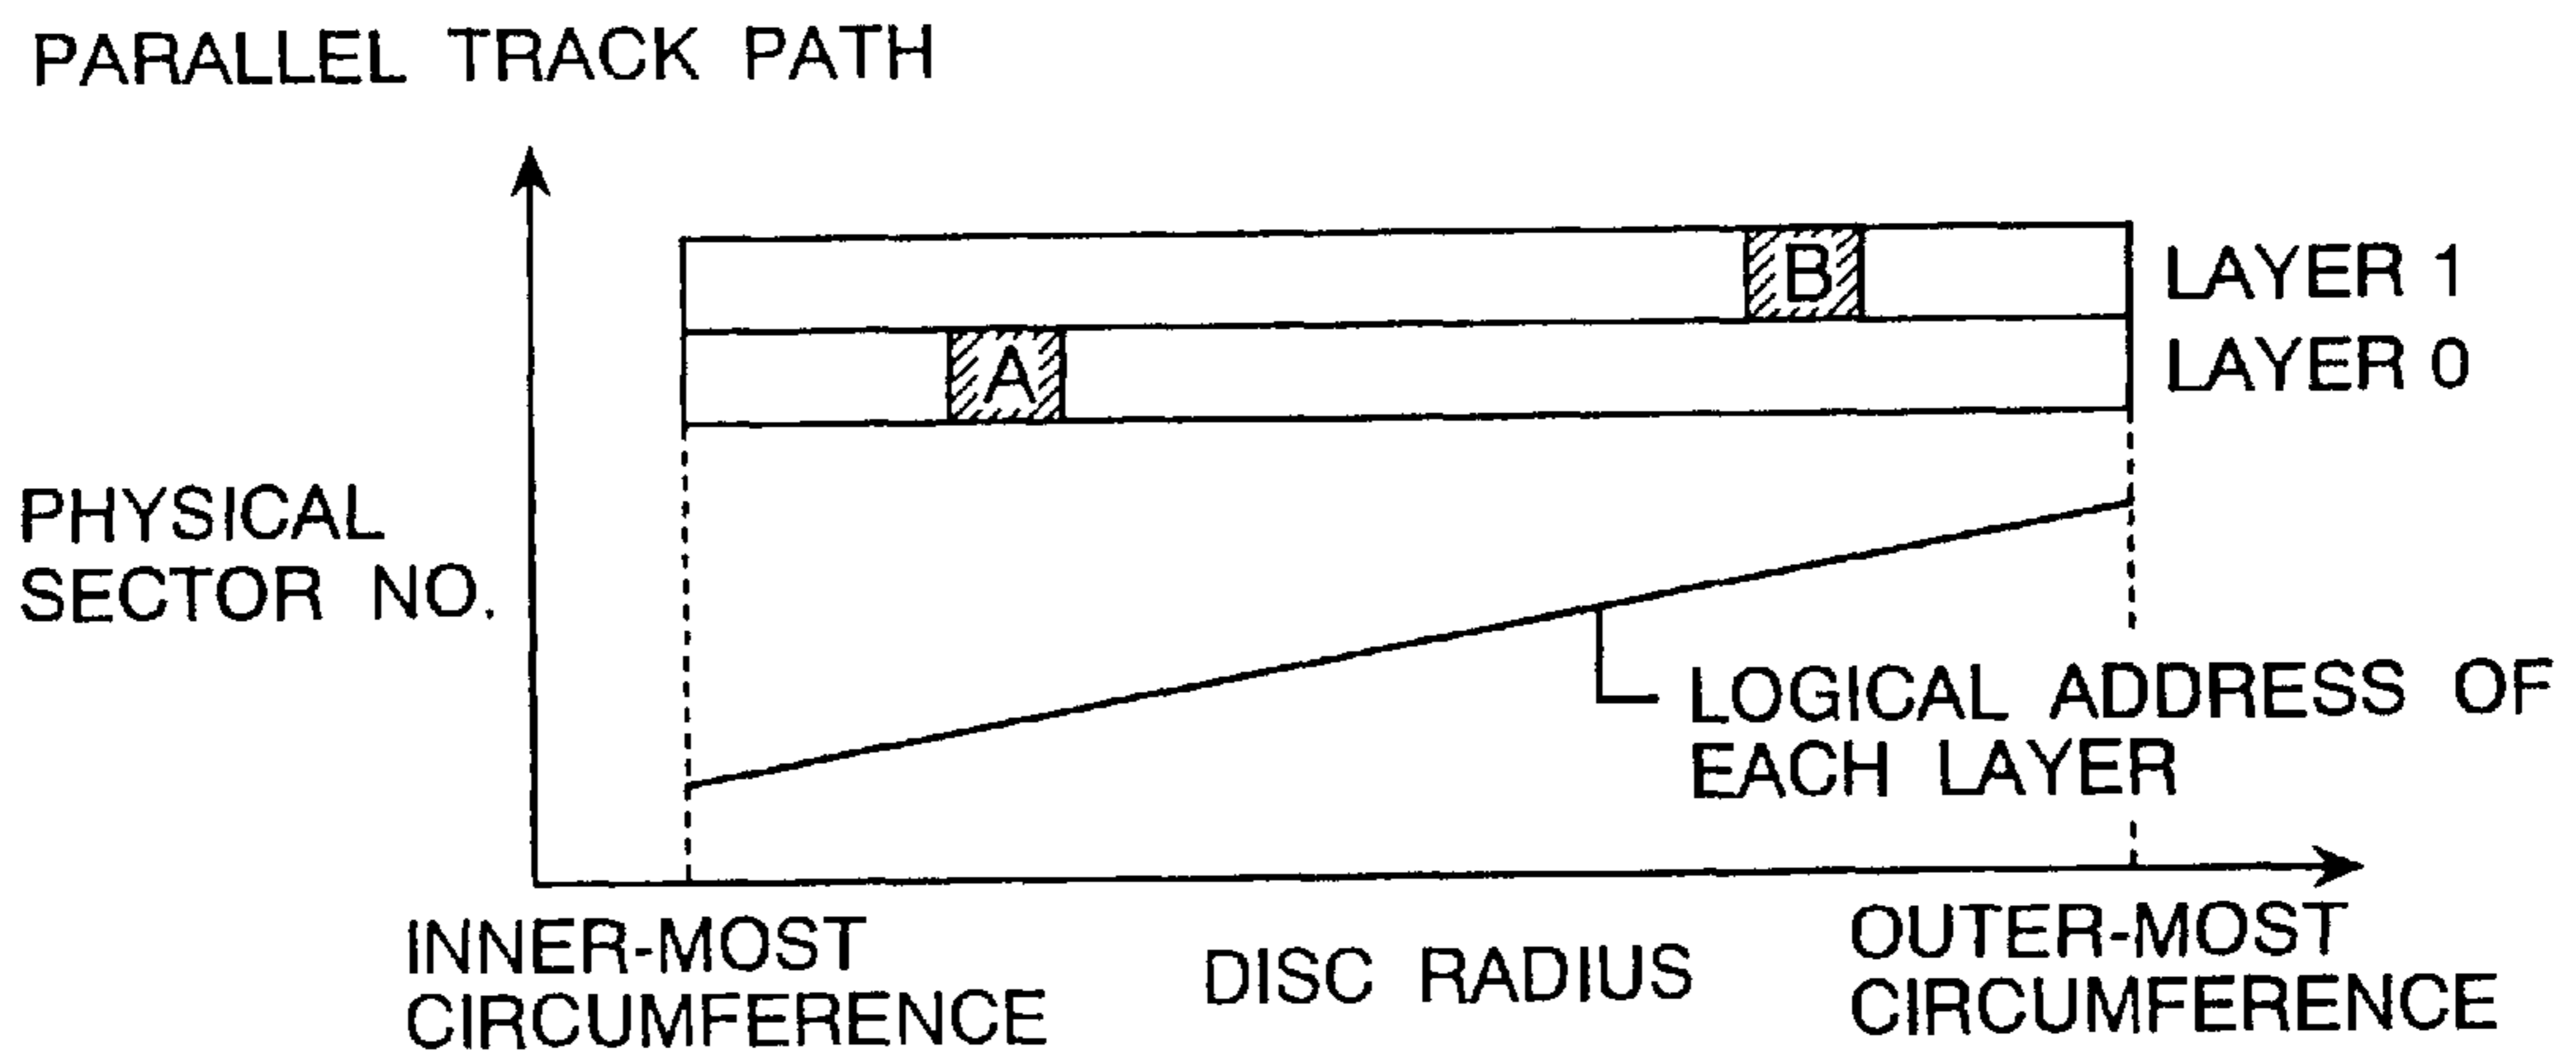 PARALLEL TRACK PATH
B
LAYER 1
A
LAYER 0
PHYSICAL
SECTOR NO.
LOGICAL ADDRESS OF
EACH LAYER
INNER-MOST
CIRCUMFERENCE
DISC RADIUS
OUTER-MOST
CIRCUMFERENCE